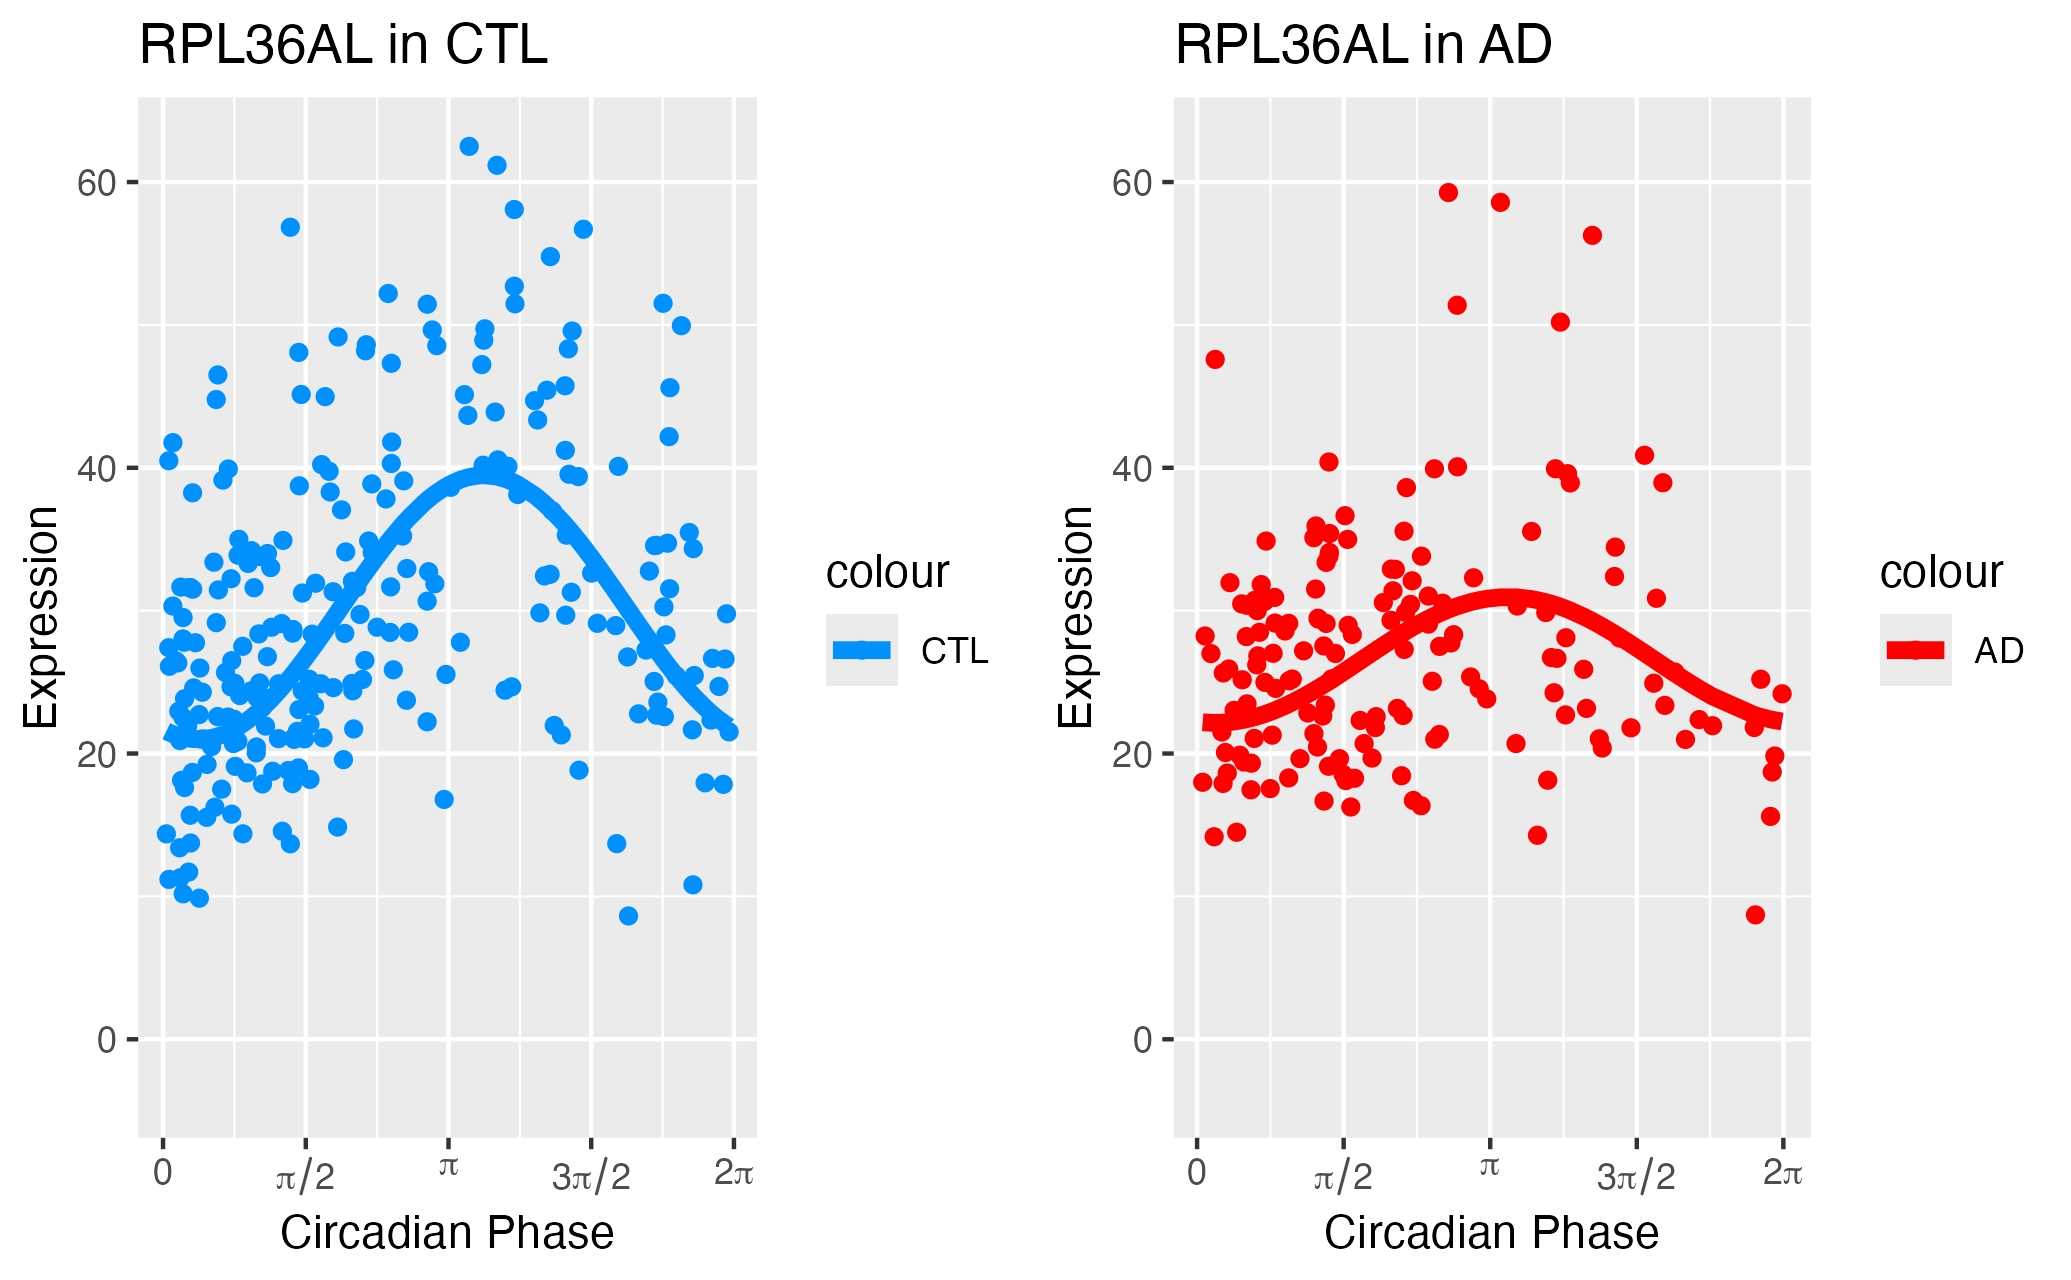 RPL36AL in CTL
60
40
20
0
Expression
0
π/2
π
3π/2
2π
Circadian Phase
colour
CTL
RPL36AL in AD
60
40
20
0
Expression
0
π/2
π
3π/2
2π
Circadian Phase
colour
AD